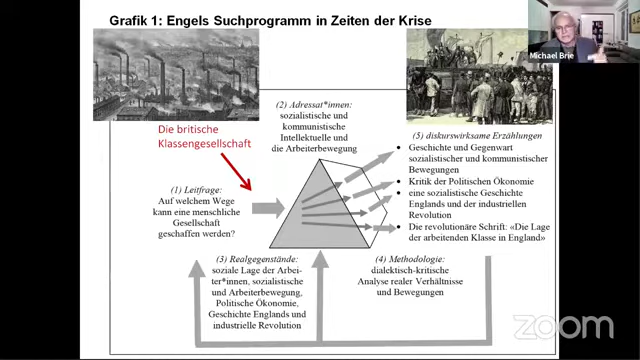 Grafik 1: Engels Suchprogramm in Zeiten der Krise
Michael Brie
Die britische
Klassengesellschaft
(1) Leitfrage:
Auf welchem Wege
kann eine menschliche
Gesellschaft
geschaffen werden?
(2) Adressat*innen:
sozialistische und
kommunistische
Intellektuelle und
die Arbeiterbewegung
(3) Realgegenstände:
soziale Lage der Arbei-
ter*innen, sozialistische
und Arbeiterbewegung,
Politische Ökonomie,
Geschichte Englands und
industrielle Revolution
(4) Methodologie:
dialektisch-kritische
Analyse realer Verhältnisse
und Bewegungen
(5) diskurswirksame Erzählungen
• Geschichte und Gegenwart
sozialistischer und kommunistischer
Bewegungen
• Kritik der Politischen Ökonomie
• eine sozialistische Geschichte
Englands und der industriellen
Revolution
• Die revolutionäre Schrift: «Die Lage
der arbeitenden Klasse in England»
zoom